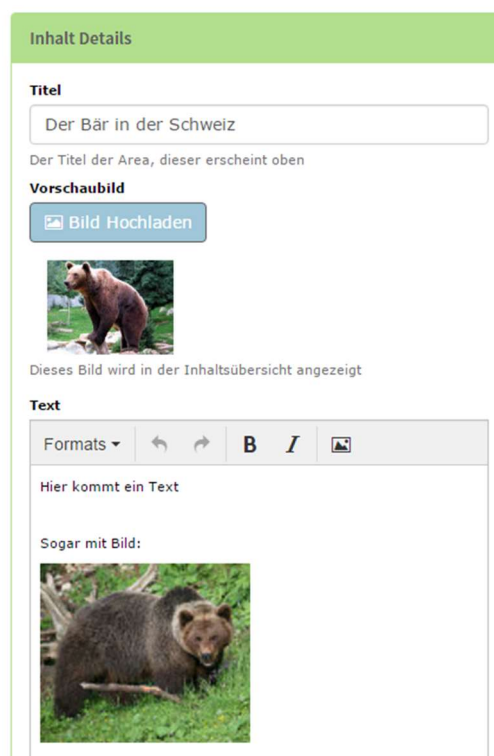 Inhalt Details
Titel
Der Bär in der Schweiz
Der Titel der Area, dieser erscheint oben
Vorschaubild
Bild Hochladen
Dieses Bild wird in der Inhaltsübersicht angezeigt
Text
Formats B I
Hier kommt ein Text
Sogar mit Bild: